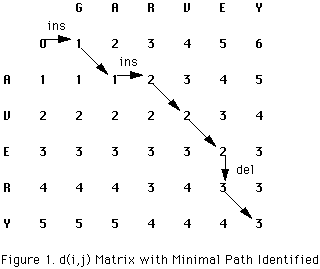 G A R V E Y
ins
0 1 2 3 4 5 6
ins
A 1 1 1 2 3 4 5
V 2 2 2 2 2 3 4
E 3 3 3 3 3 2 3
del
R 4 4 4 3 4 3 3
Y 5 5 5 4 4 4 3
Figure 1. d(i,j) Matrix with Minimal Path Identified